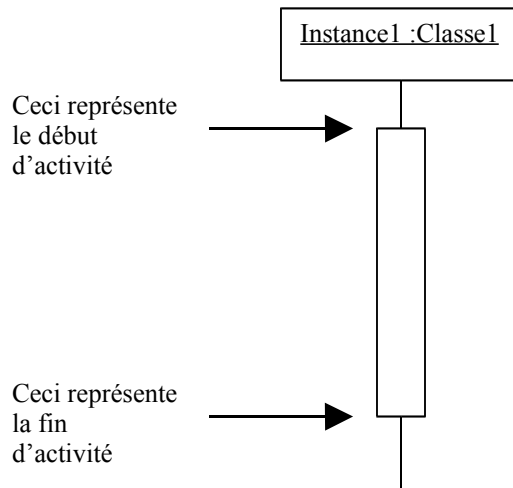 Instance1 :Classe1
Ceci représente
le début
d’activité
Ceci représente
la fin
d’activité